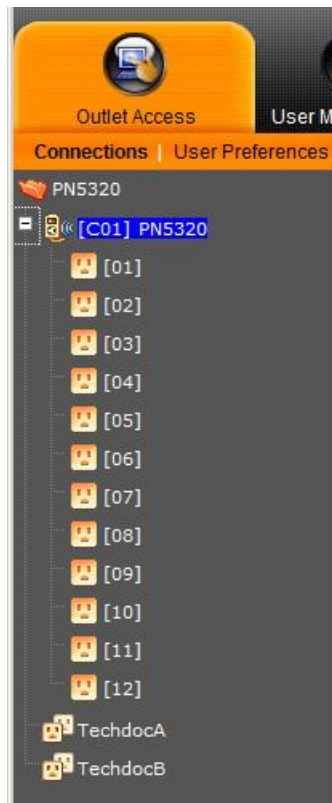 Outlet Access
User M
Connections | User Preferences
PN5320
[C01] PN5320
[01]
[02]
[03]
[04]
[05]
[06]
[07]
[08]
[09]
[10]
[11]
[12]
TechdocA
TechdocB